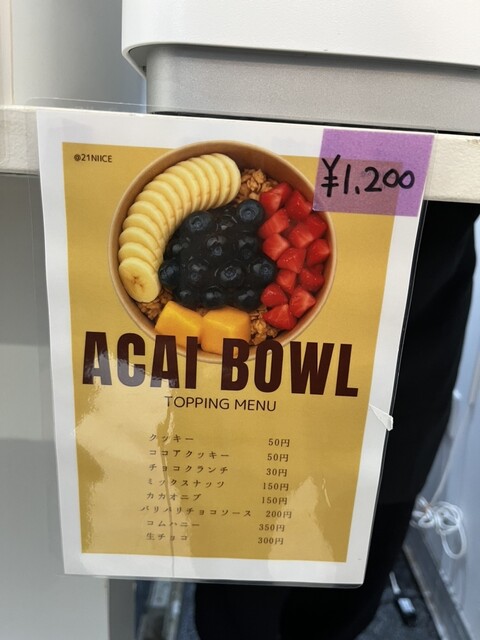 @21NIICE
¥1,200
ACAI BOWL
TOPPING MENU
クッキー 50円
ココアクッキー 50円
チョコクランチ 30円
ミックスナッツ 150円
カカオニブ 150円
パリパリチョコソース 200円
コムハニー 350円
生チョコ 300円